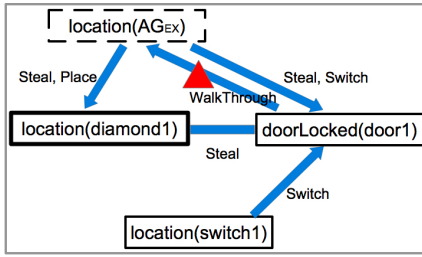 location(AGEX)
Steal, Place
Steal, Switch
WalkThrough
location(diamond1)
doorLocked(door1)
Steal
Switch
location(switch1)